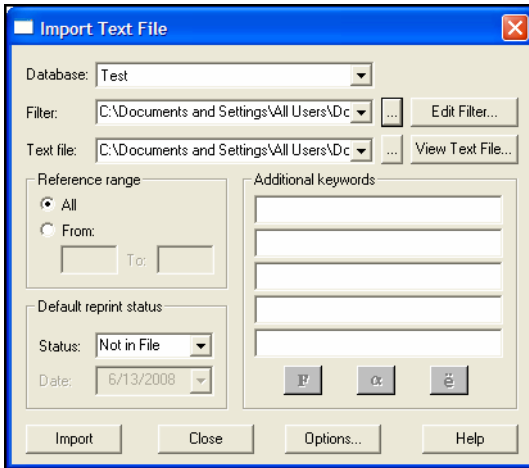 Import Text File
Database: Test
Filter: C:\Documents and Settings\All Users\Dc ... Edit Filter...
Text file: C:\Documents and Settings\All Users\Dc ... View Text File...
Reference range
All
From:
To:
Additional keywords
Default reprint status
Status: Not in File
Date: 6/13/2008
F α ë
Import Close Options... Help